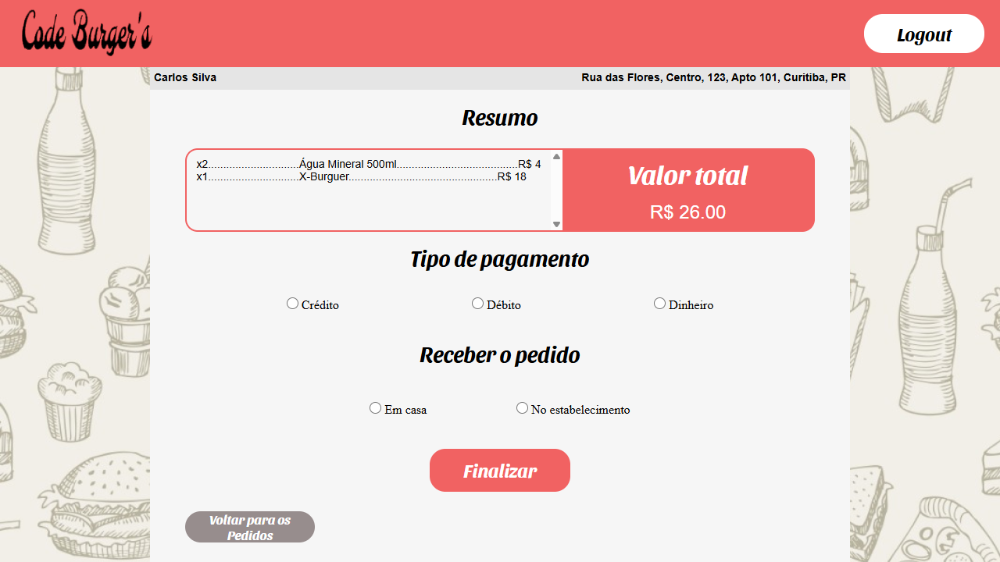 Code Burger's
Logout
Carlos Silva
Rua das Flores, Centro, 123, Apto 101, Curitiba, PR
Resumo
x2..............................Água Mineral 500ml........................................R$ 4
x1..............................X-Burguer.................................................R$ 18
Valor total
R$ 26.00
Tipo de pagamento
Crédito
Débito
Dinheiro
Receber o pedido
Em casa
No estabelecimento
Finalizar
Voltar para os
Pedidos